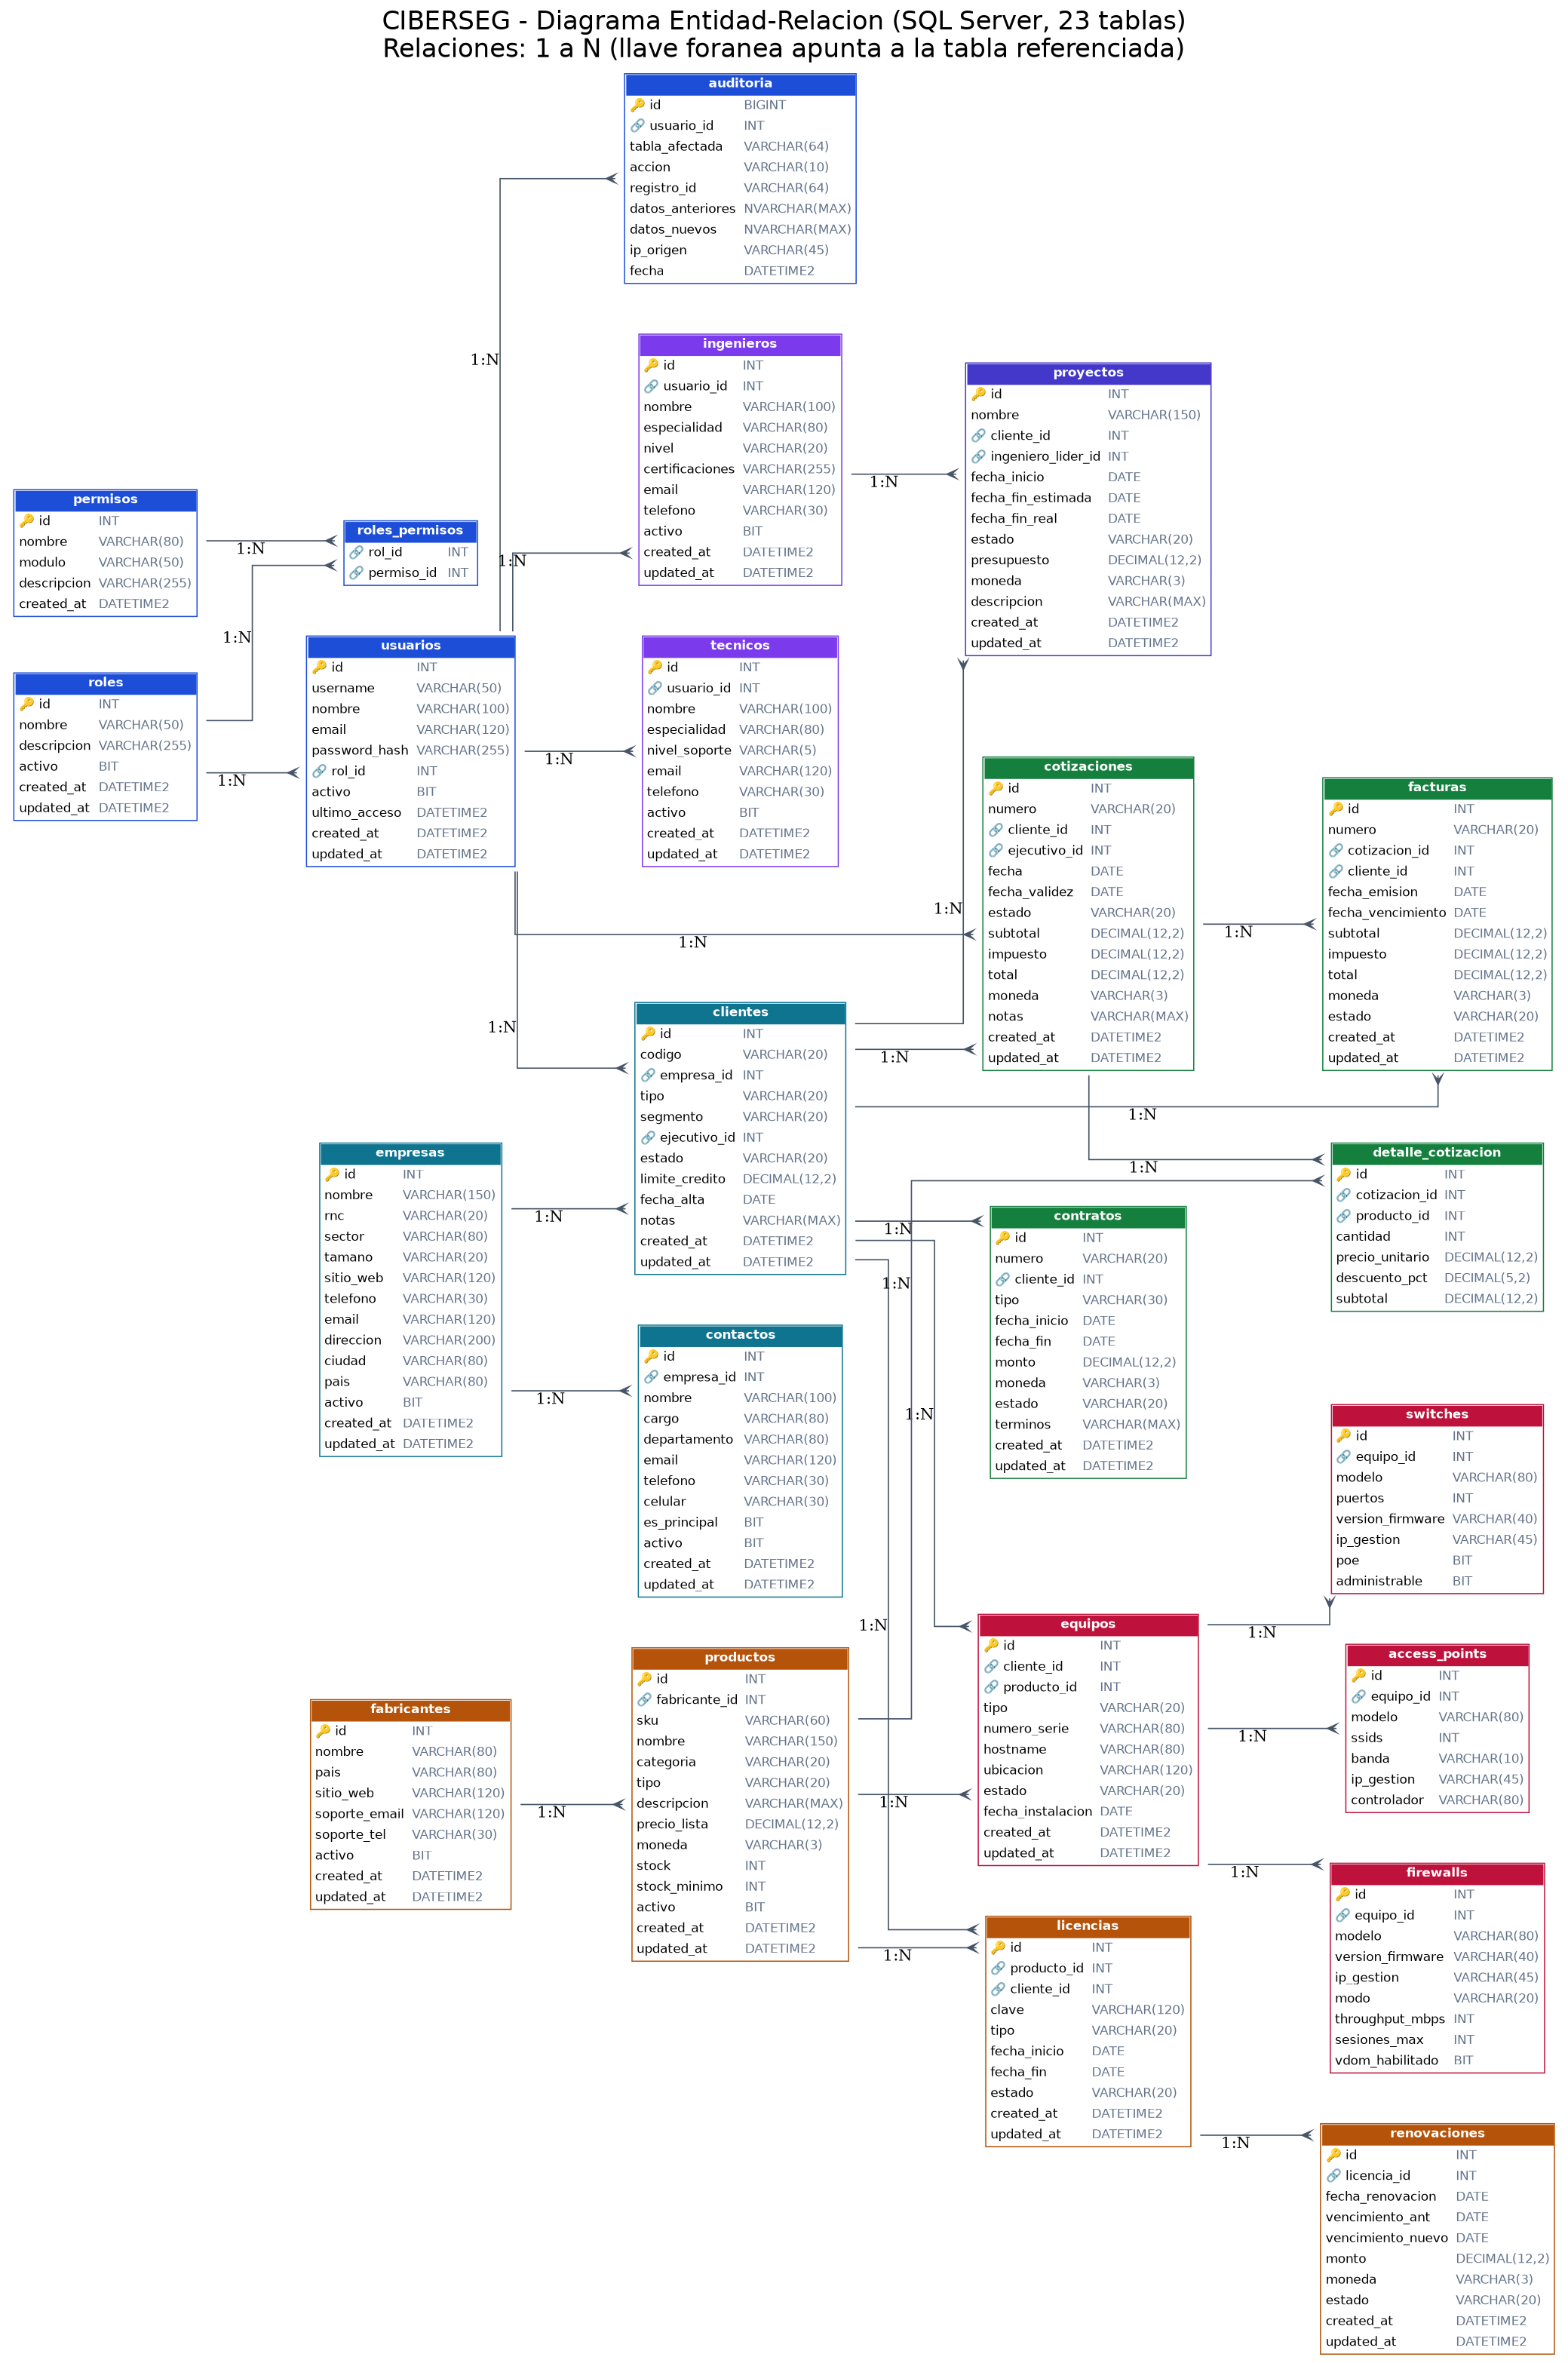 CIBERSEG - Diagrama Entidad-Relacion (SQL Server, 23 tablas)
Relaciones: 1 a N (llave foranea apunta a la tabla referenciada)
auditoria
id BIGINT
usuario_id INT
tabla_afectada VARCHAR(64)
accion VARCHAR(10)
registro_id VARCHAR(64)
datos_anteriores NVARCHAR(MAX)
datos_nuevos NVARCHAR(MAX)
ip_origen VARCHAR(45)
fecha DATETIME2
1:N
ingenieros
id INT
usuario_id INT
nombre VARCHAR(100)
especialidad VARCHAR(80)
nivel VARCHAR(20)
certificaciones VARCHAR(255)
email VARCHAR(120)
telefono VARCHAR(30)
activo BIT
created_at DATETIME2
updated_at DATETIME2
1:N
1:N
proyectos
id INT
nombre VARCHAR(150)
cliente_id INT
ingeniero_lider_id INT
fecha_inicio DATE
fecha_fin_estimada DATE
fecha_fin_real DATE
estado VARCHAR(20)
presupuesto DECIMAL(12,2)
moneda VARCHAR(3)
descripcion VARCHAR(MAX)
created_at DATETIME2
updated_at DATETIME2
permisos
id INT
nombre VARCHAR(80)
modulo VARCHAR(50)
descripcion VARCHAR(255)
created_at DATETIME2
1:N
roles_permisos
rol_id INT
permiso_id INT
1:N
roles
id INT
nombre VARCHAR(50)
descripcion VARCHAR(255)
activo BIT
created_at DATETIME2
updated_at DATETIME2
1:N
usuarios
id INT
username VARCHAR(50)
nombre VARCHAR(100)
email VARCHAR(120)
password_hash VARCHAR(255)
rol_id INT
activo BIT
ultimo_acceso DATETIME2
created_at DATETIME2
updated_at DATETIME2
1:N
tecnicos
id INT
usuario_id INT
nombre VARCHAR(100)
especialidad VARCHAR(80)
nivel_soporte VARCHAR(5)
email VARCHAR(120)
telefono VARCHAR(30)
activo BIT
created_at DATETIME2
updated_at DATETIME2
1:N
1:N
1:N
cotizaciones
id INT
numero VARCHAR(20)
cliente_id INT
ejecutivo_id INT
fecha DATE
fecha_validez DATE
estado VARCHAR(20)
subtotal DECIMAL(12,2)
impuesto DECIMAL(12,2)
total DECIMAL(12,2)
moneda VARCHAR(3)
notas VARCHAR(MAX)
created_at DATETIME2
updated_at DATETIME2
1:N
facturas
id INT
numero VARCHAR(20)
cotizacion_id INT
cliente_id INT
fecha_emision DATE
fecha_vencimiento DATE
subtotal DECIMAL(12,2)
impuesto DECIMAL(12,2)
total DECIMAL(12,2)
moneda VARCHAR(3)
estado VARCHAR(20)
created_at DATETIME2
updated_at DATETIME2
clientes
id INT
codigo VARCHAR(20)
empresa_id INT
tipo VARCHAR(20)
segmento VARCHAR(20)
ejecutivo_id INT
estado VARCHAR(20)
limite_credito DECIMAL(12,2)
fecha_alta DATE
notas VARCHAR(MAX)
created_at DATETIME2
updated_at DATETIME2
1:N
1:N
1:N
1:N
1:N
empresas
id INT
nombre VARCHAR(150)
rnc VARCHAR(20)
sector VARCHAR(80)
tamano VARCHAR(20)
sitio_web VARCHAR(120)
telefono VARCHAR(30)
email VARCHAR(120)
direccion VARCHAR(200)
ciudad VARCHAR(80)
pais VARCHAR(80)
activo BIT
created_at DATETIME2
updated_at DATETIME2
1:N
1:N
detalle_cotizacion
id INT
cotizacion_id INT
producto_id INT
cantidad INT
precio_unitario DECIMAL(12,2)
descuento_pct DECIMAL(5,2)
subtotal DECIMAL(12,2)
contratos
id INT
numero VARCHAR(20)
cliente_id INT
tipo VARCHAR(30)
fecha_inicio DATE
fecha_fin DATE
monto DECIMAL(12,2)
moneda VARCHAR(3)
estado VARCHAR(20)
terminos VARCHAR(MAX)
created_at DATETIME2
updated_at DATETIME2
contactos
id INT
empresa_id INT
nombre VARCHAR(100)
cargo VARCHAR(80)
departamento VARCHAR(80)
email VARCHAR(120)
telefono VARCHAR(30)
celular VARCHAR(30)
es_principal BIT
activo BIT
created_at DATETIME2
updated_at DATETIME2
1:N
1:N
switches
id INT
equipo_id INT
modelo VARCHAR(80)
puertos INT
version_firmware VARCHAR(40)
ip_gestion VARCHAR(45)
poe BIT
administrable BIT
equipos
id INT
cliente_id INT
producto_id INT
tipo VARCHAR(20)
numero_serie VARCHAR(80)
hostname VARCHAR(80)
ubicacion VARCHAR(120)
estado VARCHAR(20)
fecha_instalacion DATE
created_at DATETIME2
updated_at DATETIME2
1:N
1:N
1:N
access_points
id INT
equipo_id INT
modelo VARCHAR(80)
ssids INT
banda VARCHAR(10)
ip_gestion VARCHAR(45)
controlador VARCHAR(80)
productos
id INT
fabricante_id INT
sku VARCHAR(60)
nombre VARCHAR(150)
categoria VARCHAR(20)
tipo VARCHAR(20)
descripcion VARCHAR(MAX)
precio_lista DECIMAL(12,2)
moneda VARCHAR(3)
stock INT
stock_minimo INT
activo BIT
created_at DATETIME2
updated_at DATETIME2
1:N
1:N
fabricantes
id INT
nombre VARCHAR(80)
pais VARCHAR(80)
sitio_web VARCHAR(120)
soporte_email VARCHAR(120)
soporte_tel VARCHAR(30)
activo BIT
created_at DATETIME2
updated_at DATETIME2
1:N
firewalls
id INT
equipo_id INT
modelo VARCHAR(80)
version_firmware VARCHAR(40)
ip_gestion VARCHAR(45)
modo VARCHAR(20)
throughput_mbps INT
sesiones_max INT
vdom_habilitado BIT
licencias
id INT
producto_id INT
cliente_id INT
clave VARCHAR(120)
tipo VARCHAR(20)
fecha_inicio DATE
fecha_fin DATE
estado VARCHAR(20)
created_at DATETIME2
updated_at DATETIME2
1:N
renovaciones
id INT
licencia_id INT
fecha_renovacion DATE
vencimiento_ant DATE
vencimiento_nuevo DATE
monto DECIMAL(12,2)
moneda VARCHAR(3)
estado VARCHAR(20)
created_at DATETIME2
updated_at DATETIME2